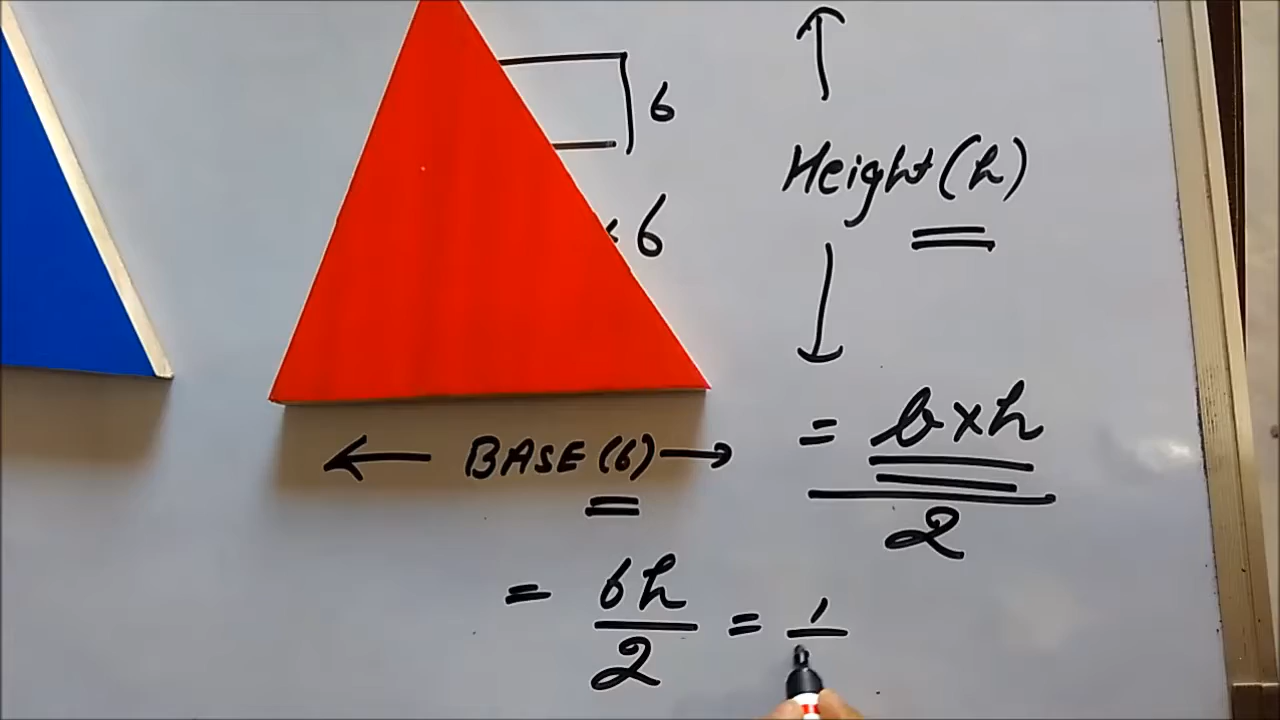 6
6
Height (h)
= b x h
2
← BASE (b) →
= bh
2
= 1